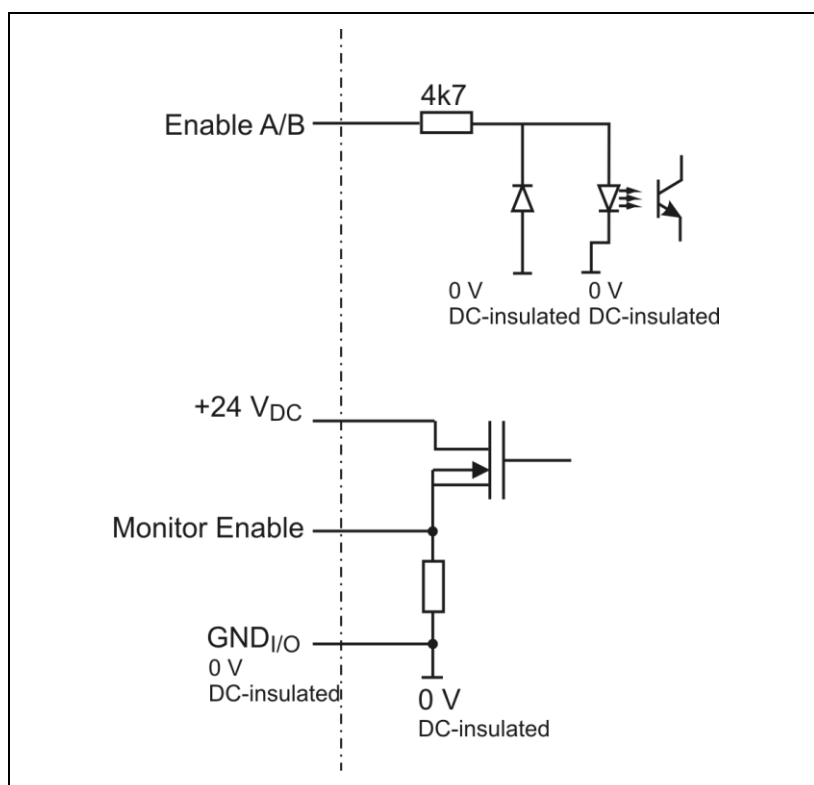 4k7
Enable A/B
0 V 0 V
DC-insulated DC-insulated
+24 VDC
Monitor Enable
GNDI/O
0 V
DC-insulated
0 V
DC-insulated